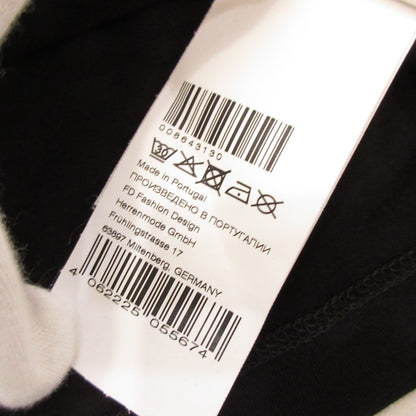 008643130
30
Made in Portugal
ПРОИЗВЕДЕНО В ПОРТУГАЛИИ
FD Fashion Design
Herrenmode GmbH
Frühlingstrasse 17
63897 Miltenberg, GERMANY
4 062225 055674